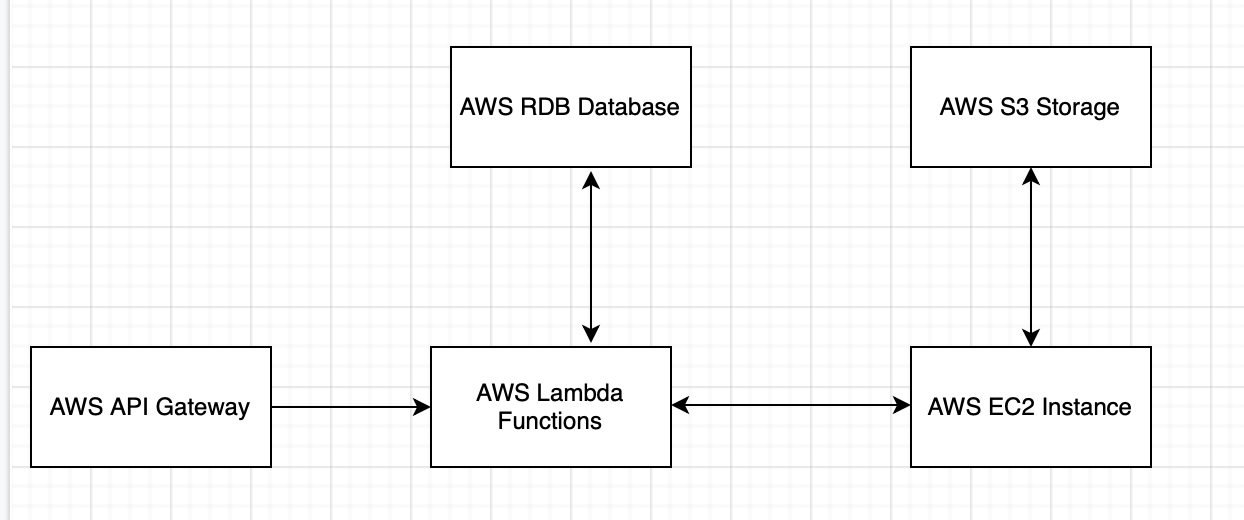 AWS RDB Database
AWS S3 Storage
AWS API Gateway
AWS Lambda
Functions
AWS EC2 Instance